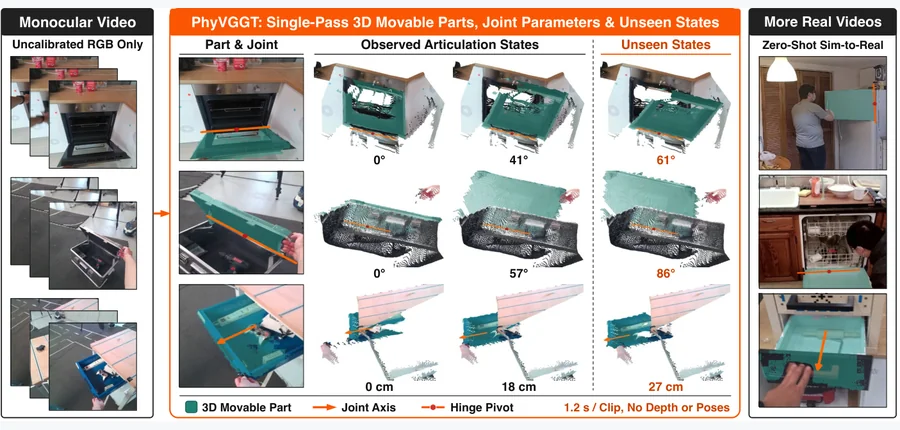 Monocular Video
Uncalibrated RGB Only
PhyVGGT: Single-Pass 3D Movable Parts, Joint Parameters & Unseen States
Part & Joint
Observed Articulation States
Unseen States
0°
41°
61°
0°
57°
86°
0 cm
18 cm
27 cm
3D Movable Part
Joint Axis
Hinge Pivot
1.2 s / Clip, No Depth or Poses
More Real Videos
Zero-Shot Sim-to-Real